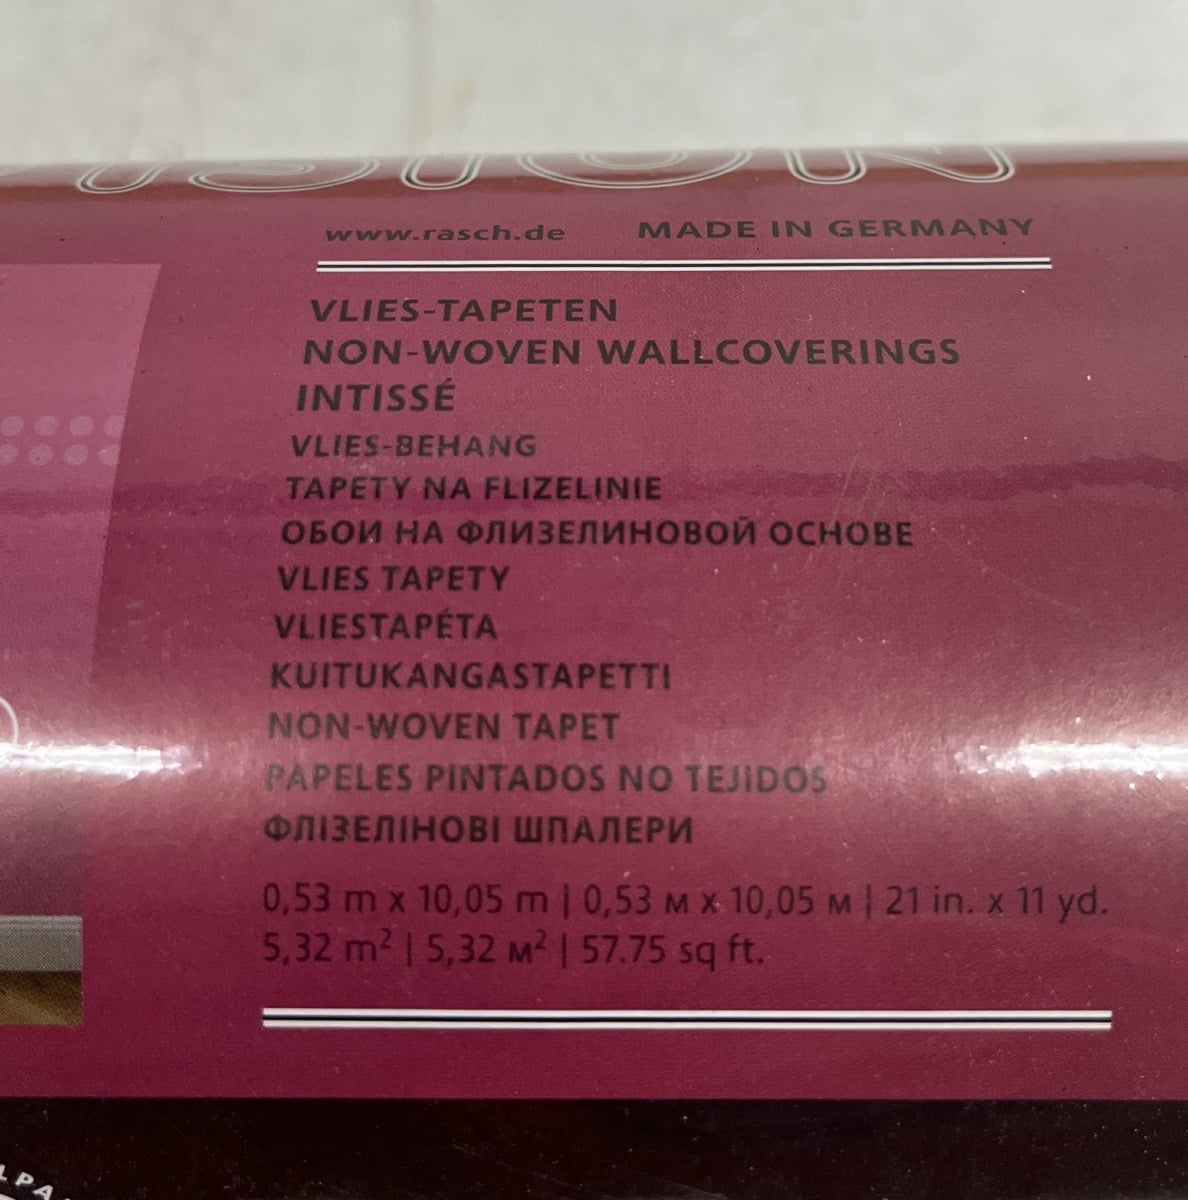 www.rasch.de MADE IN GERMANY
VLIES-TAPETEN
NON-WOVEN WALLCOVERINGS
INTISSÉ
VLIES-BEHANG
TAPETY NA FLIZELINIE
ОБОИ НА ФЛИЗЕЛИНОВОЙ ОСНОВЕ
VLIES TAPETY
VLIESTAPÉTA
KUITUKANGASTAPETTI
NON-WOVEN TAPET
PAPELES PINTADOS NO TEJIDOS
ФЛІЗЕЛІНОВІ ШПАЛЕРИ
0,53 m x 10,05 m | 0,53 м x 10,05 м | 21 in. x 11 yd.
5,32 m² | 5,32 м² | 57.75 sq ft.